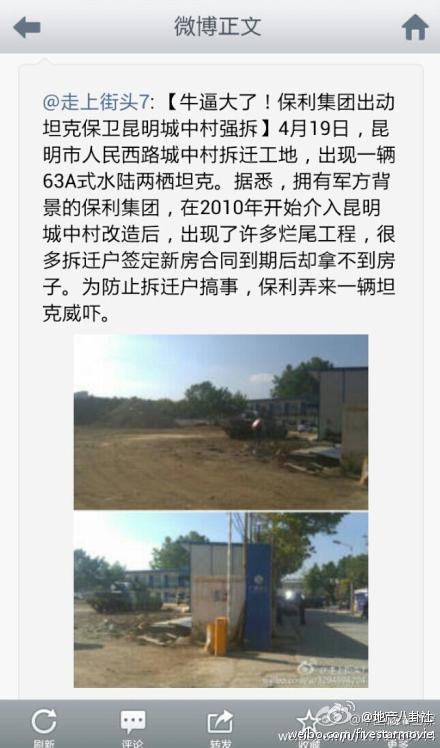 微博正文
@走上街头7:【牛逼大了！保利集团出动
坦克保卫昆明城中村强拆】4月19日，昆
明市人民西路城中村拆迁工地，出现一辆
63A式水陆两栖坦克。据悉，拥有军方背
景的保利集团，在2010年开始介入昆明
城中村改造后，出现了许多烂尾工程，很
多拆迁户签定新房合同到期后却拿不到房
子。为防止拆迁户搞事，保利弄来一辆坦
克威吓。
刷新
评论
转发
收藏
更多
@地产八卦社
weibo.com/fivestarmovie